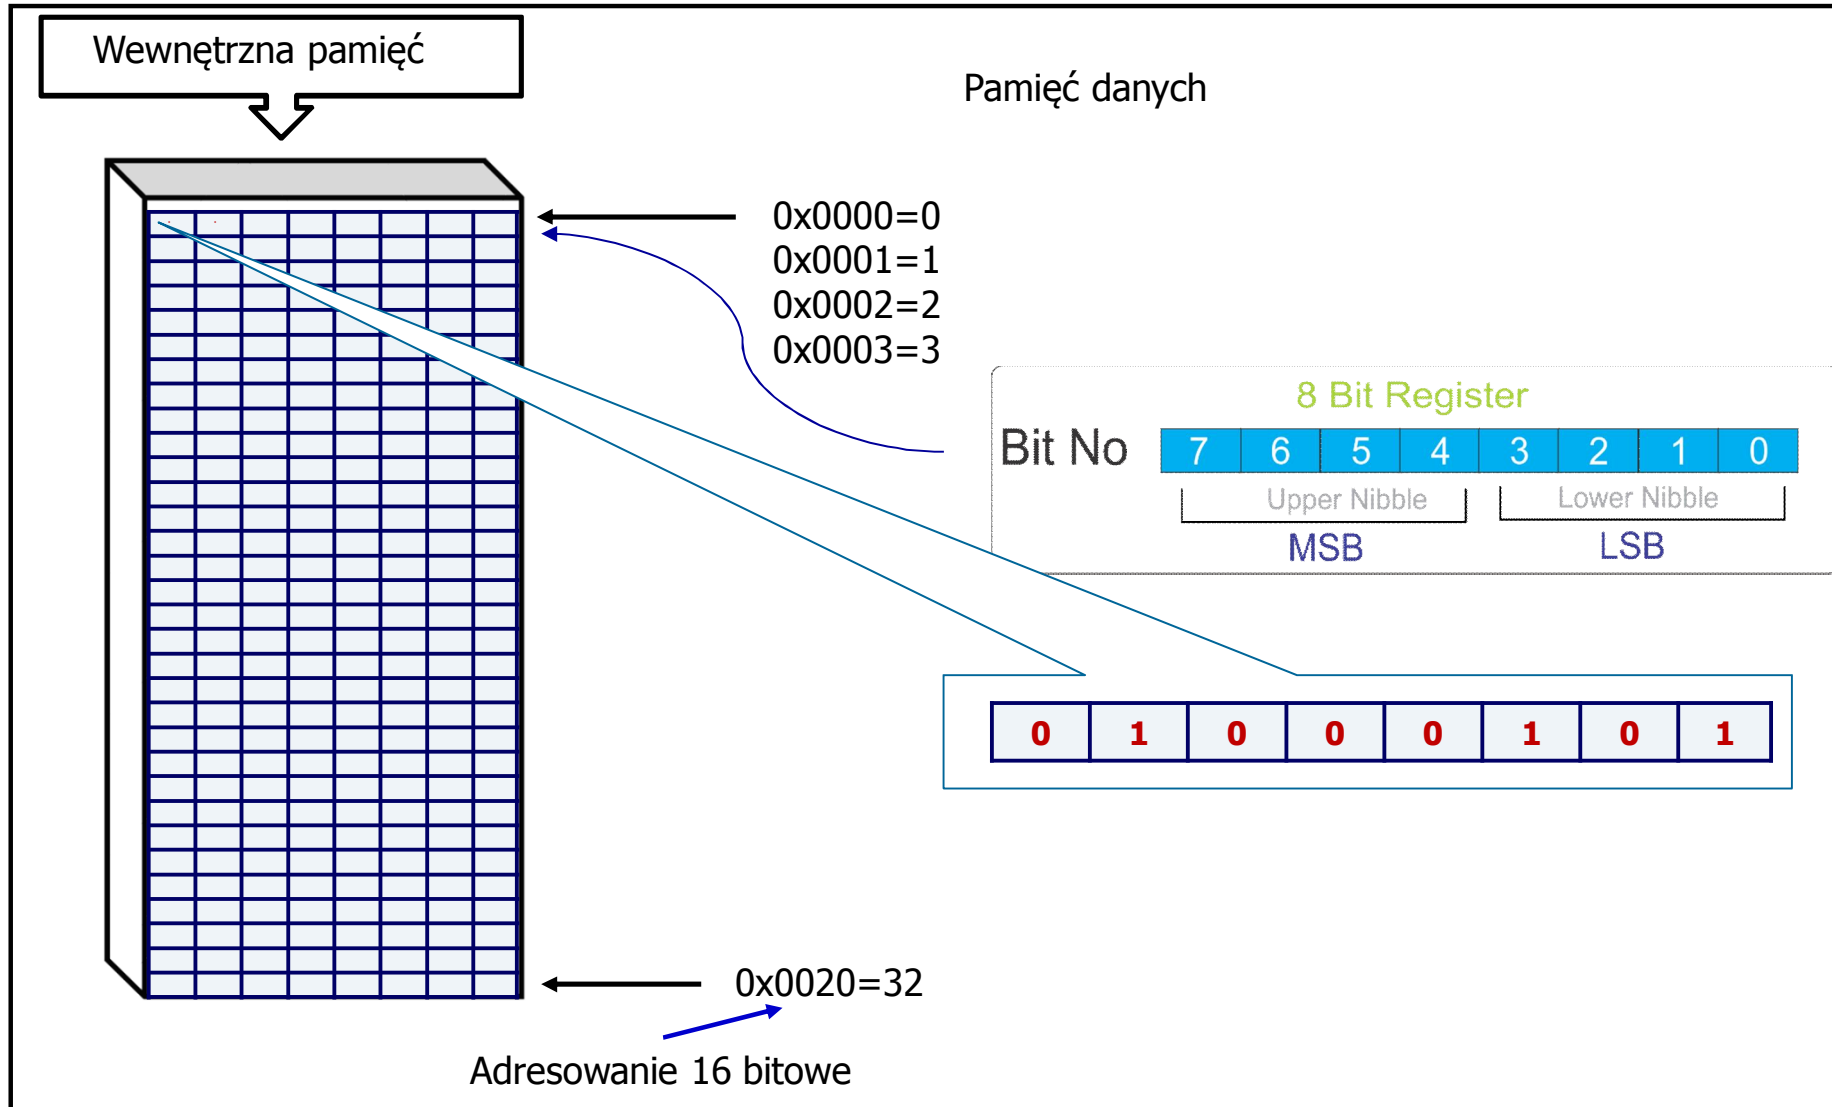 Wewnętrzna pamięć
Pamięć danych
0x0000=0
0x0001=1
0x0002=2
0x0003=3
8 Bit Register
Bit No 7 6 5 4 3 2 1 0
Upper Nibble Lower Nibble
MSB LSB
0 1 0 0 0 1 0 1
0x0020=32
Adresowanie 16 bitowe